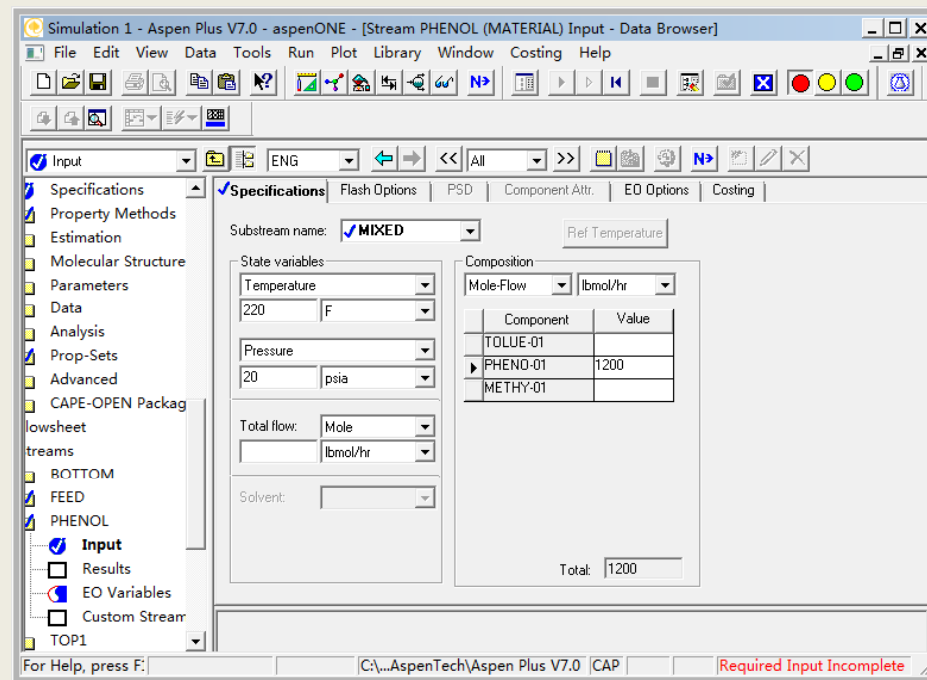 Simulation 1 - Aspen Plus V7.0 - aspenONE - [Stream PHENOL (MATERIAL) Input - Data Browser]
File Edit View Data Tools Run Plot Library Window Costing Help
N>
Input ENG << All >> N>
Specifications
Property Methods
Estimation
Molecular Structure
Parameters
Data
Analysis
Prop-Sets
Advanced
CAPE-OPEN Packag
lowsheet
treams
BOTTOM
FEED
PHENOL
Input
Results
EO Variables
Custom Stream
TOP1
Specifications Flash Options PSD Component Attr. EO Options Costing
Substream name: MIXED Ref Temperature
State variables
Temperature
220 F
Pressure
20 psia
Total flow: Mole
lbmol/hr
Solvent:
Composition
Mole-Flow lbmol/hr
Component Value
TOLUE-01
PHENO-01 1200
METHY-01
Total: 1200
For Help, press F: C:\...AspenTech\Aspen Plus V7.0 CAP Required Input Incomplete